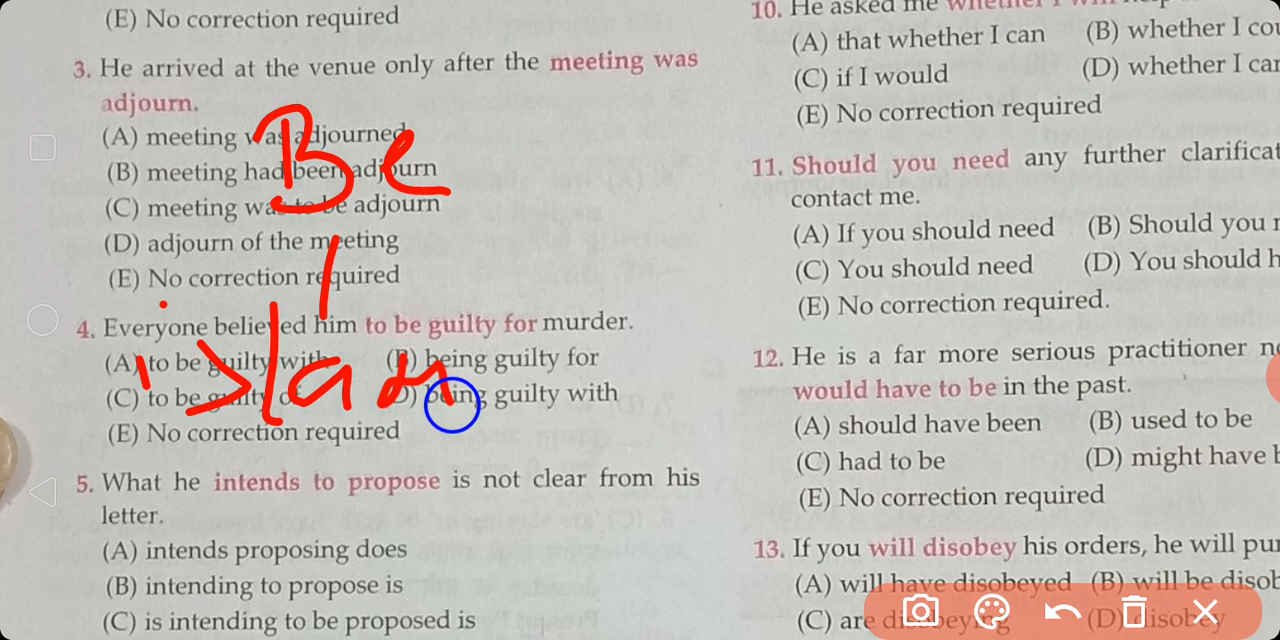 (E) No correction required
3. He arrived at the venue only after the meeting was
adjourn.
(A) meeting was adjourned
(B) meeting had been adjourn
(C) meeting was to be adjourn
(D) adjourn of the meeting
(E) No correction required
4. Everyone believed him to be guilty for murder.
(A) to be guilty with (B) being guilty for
(C) to be guilty of (D) being guilty with
(E) No correction required
5. What he intends to propose is not clear from his
letter.
(A) intends proposing does
(B) intending to propose is
(C) is intending to be proposed is
Be
10. He asked me whether I will
(A) that whether I can (B) whether I
(C) if I would (D) whether I
(E) No correction required
11. Should you need any further
contact me.
(A) If you should need (B) Should you
(C) You should need (D) You should
(E) No correction required.
12. He is a far more serious practitioner
would have to be in the past.
(A) should have been (B) used to be
(C) had to be (D) might have
(E) No correction required
13. If you will disobey his orders, he will
(A) will have disobeyed (B) will be
(C) are disobeying (D) disobey